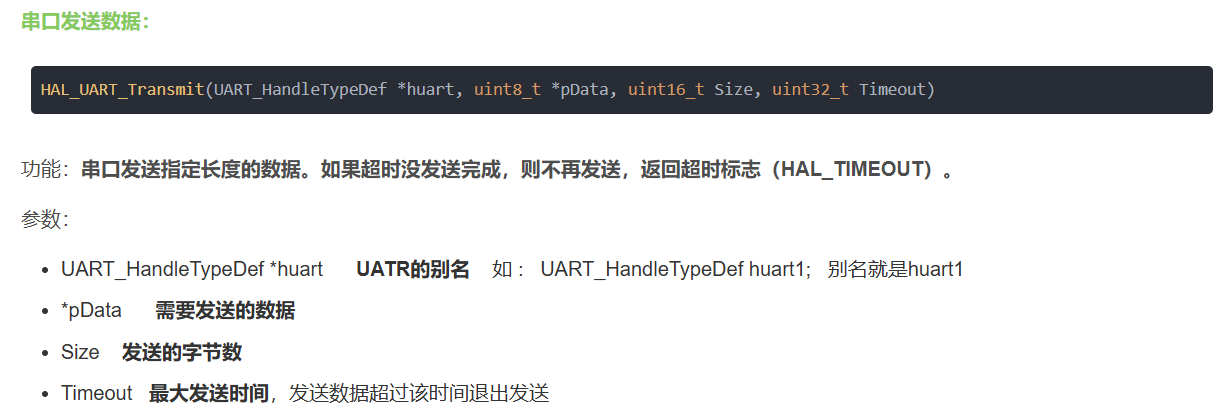 串口发送数据：
HAL_UART_Transmit(UART_HandleTypeDef *huart, uint8_t *pData, uint16_t Size, uint32_t Timeout)
功能：串口发送指定长度的数据。如果超时没发送完成，则不再发送，返回超时标志（HAL_TIMEOUT）。
参数：
• UART_HandleTypeDef *huart UATR的别名 如 : UART_HandleTypeDef huart1; 别名就是huart1
• *pData 需要发送的数据
• Size 发送的字节数
• Timeout 最大发送时间，发送数据超过该时间退出发送